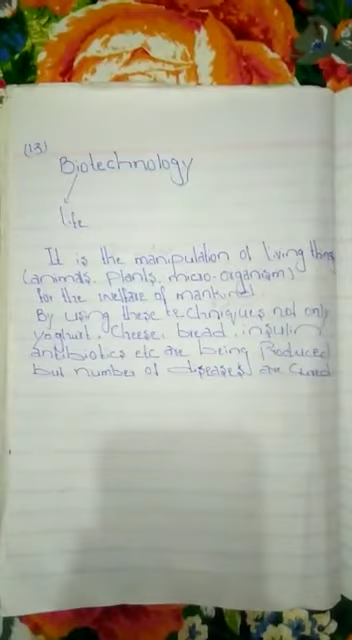 (13)
Biotechnology
life
It is the manipulation of living things
(animals, plants, micro-organism)
for the welfare of mankind
By using these techniques not only
yoghurt, cheese, bread, insulin
antibiotics etc are being Produced
but number of diseases are Cured